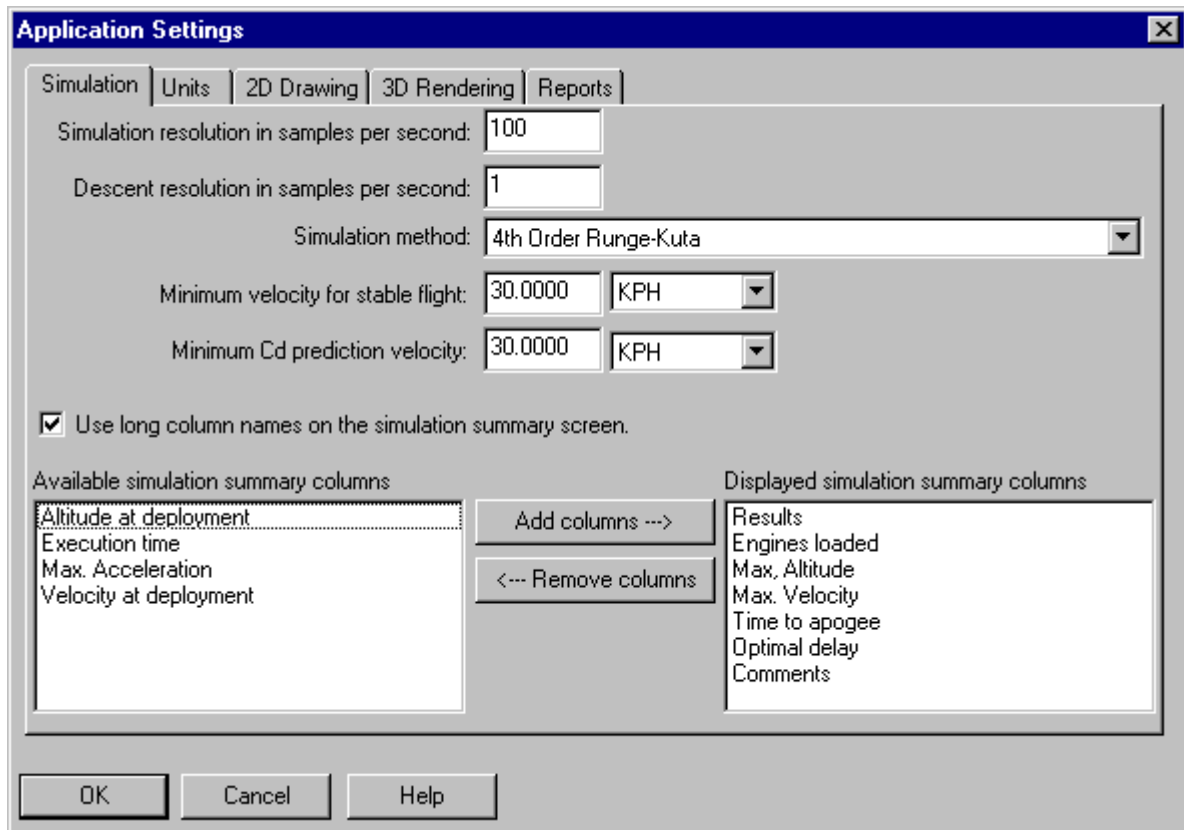 Application Settings
Simulation Units 2D Drawing 3D Rendering Reports
Simulation resolution in samples per second: 100
Descent resolution in samples per second: 1
Simulation method: 4th Order Runge-Kuta
Minimum velocity for stable flight: 30.0000 KPH
Minimum Cd prediction velocity: 30.0000 KPH
Use long column names on the simulation summary screen.
Available simulation summary columns
Altitude at deployment
Execution time
Max. Acceleration
Velocity at deployment
Add columns --->
<--- Remove columns
Displayed simulation summary columns
Results
Engines loaded
Max, Altitude
Max. Velocity
Time to apogee
Optimal delay
Comments
OK Cancel Help